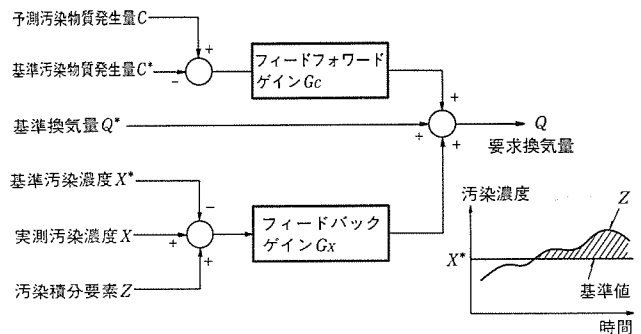 予測汚染物質発生量C
+
基準汚染物質発生量C*
−
フィードフォワード
ゲインGC
+
基準換気量Q*
+
+
Q
要求換気量
基準汚染濃度X*
−
実測汚染濃度X
+
+
汚染積分要素Z
フィードバック
ゲインGX
汚染濃度
Z
X*
基準値
時間